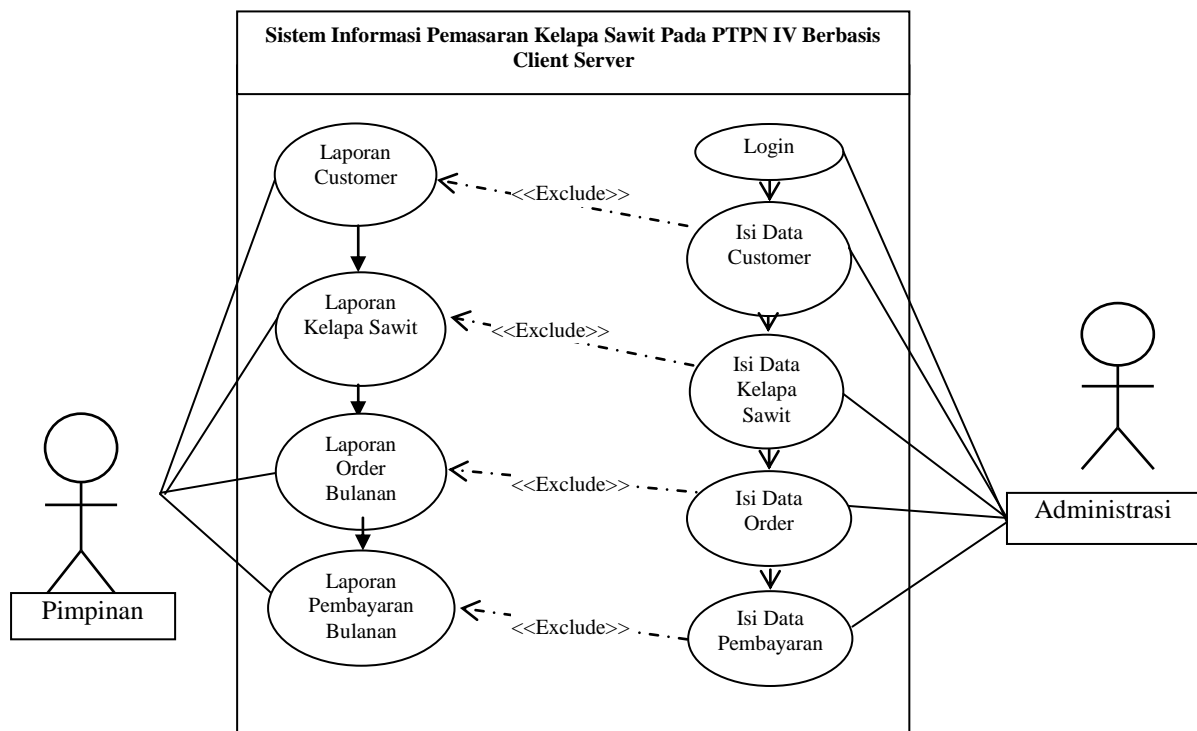 Sistem Informasi Pemasaran Kelapa Sawit Pada PTPN IV Berbasis
Client Server
Laporan
Customer
Login
<<Exclude>>
Isi Data
Customer
Laporan
Kelapa Sawit
<<Exclude>>
Isi Data
Kelapa
Sawit
Laporan
Order
Bulanan
<<Exclude>>
Isi Data
Order
Administrasi
Laporan
Pembayaran
Bulanan
<<Exclude>>
Isi Data
Pembayaran
Pimpinan